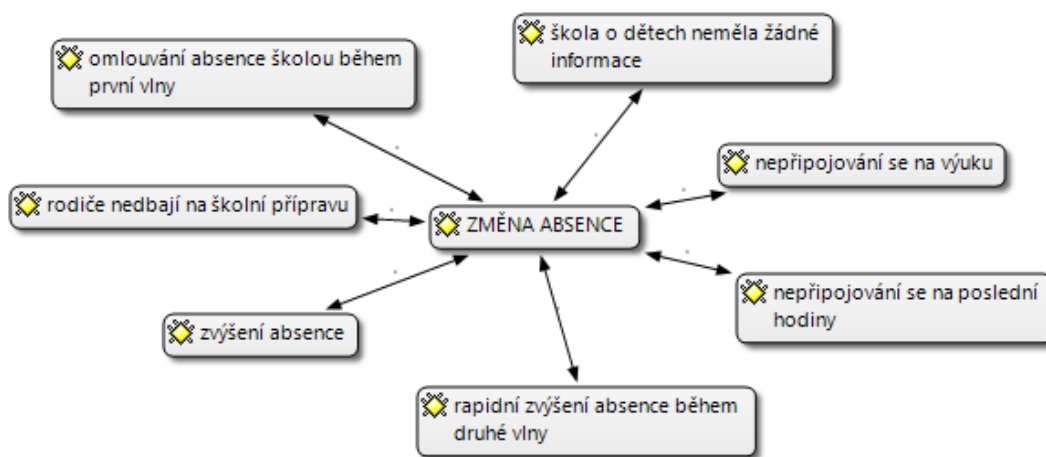 škola o dětech neměla žádné
informace
omlouvání absence školou během
první vlny
nepřipojování se na výuku
rodiče nedbají na školní přípravu
ZMĚNA ABSENCE
nepřipojování se na poslední
hodiny
zvýšení absence
rapidní zvýšení absence během
druhé vlny